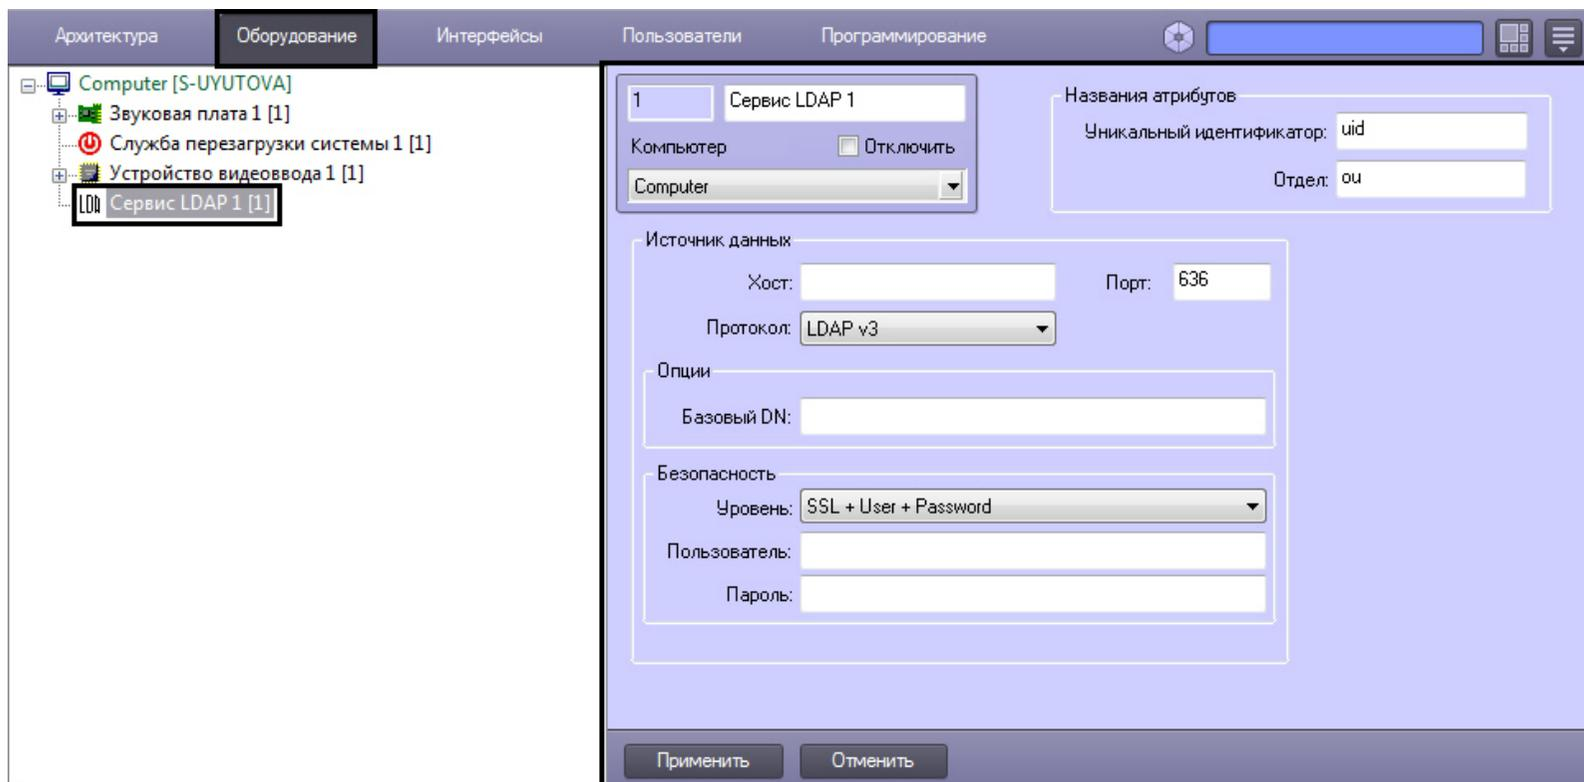 Архитектура Оборудование Интерфейсы Пользователи Программирование
Computer [S-UYUTOVA]
Звуковая плата 1 [1]
Служба перезагрузки системы 1 [1]
Устройство видеоввода 1 [1]
LDA Сервис LDAP 1 [1]
1 Сервис LDAP 1
Компьютер Отключить
Computer
Названия атрибутов
Уникальный идентификатор: uid
Отдел: ou
Источник данных
Хост: Порт: 636
Протокол: LDAP v3
Опции
Базовый DN:
Безопасность
Уровень: SSL + User + Password
Пользователь:
Пароль:
Применить Отменить